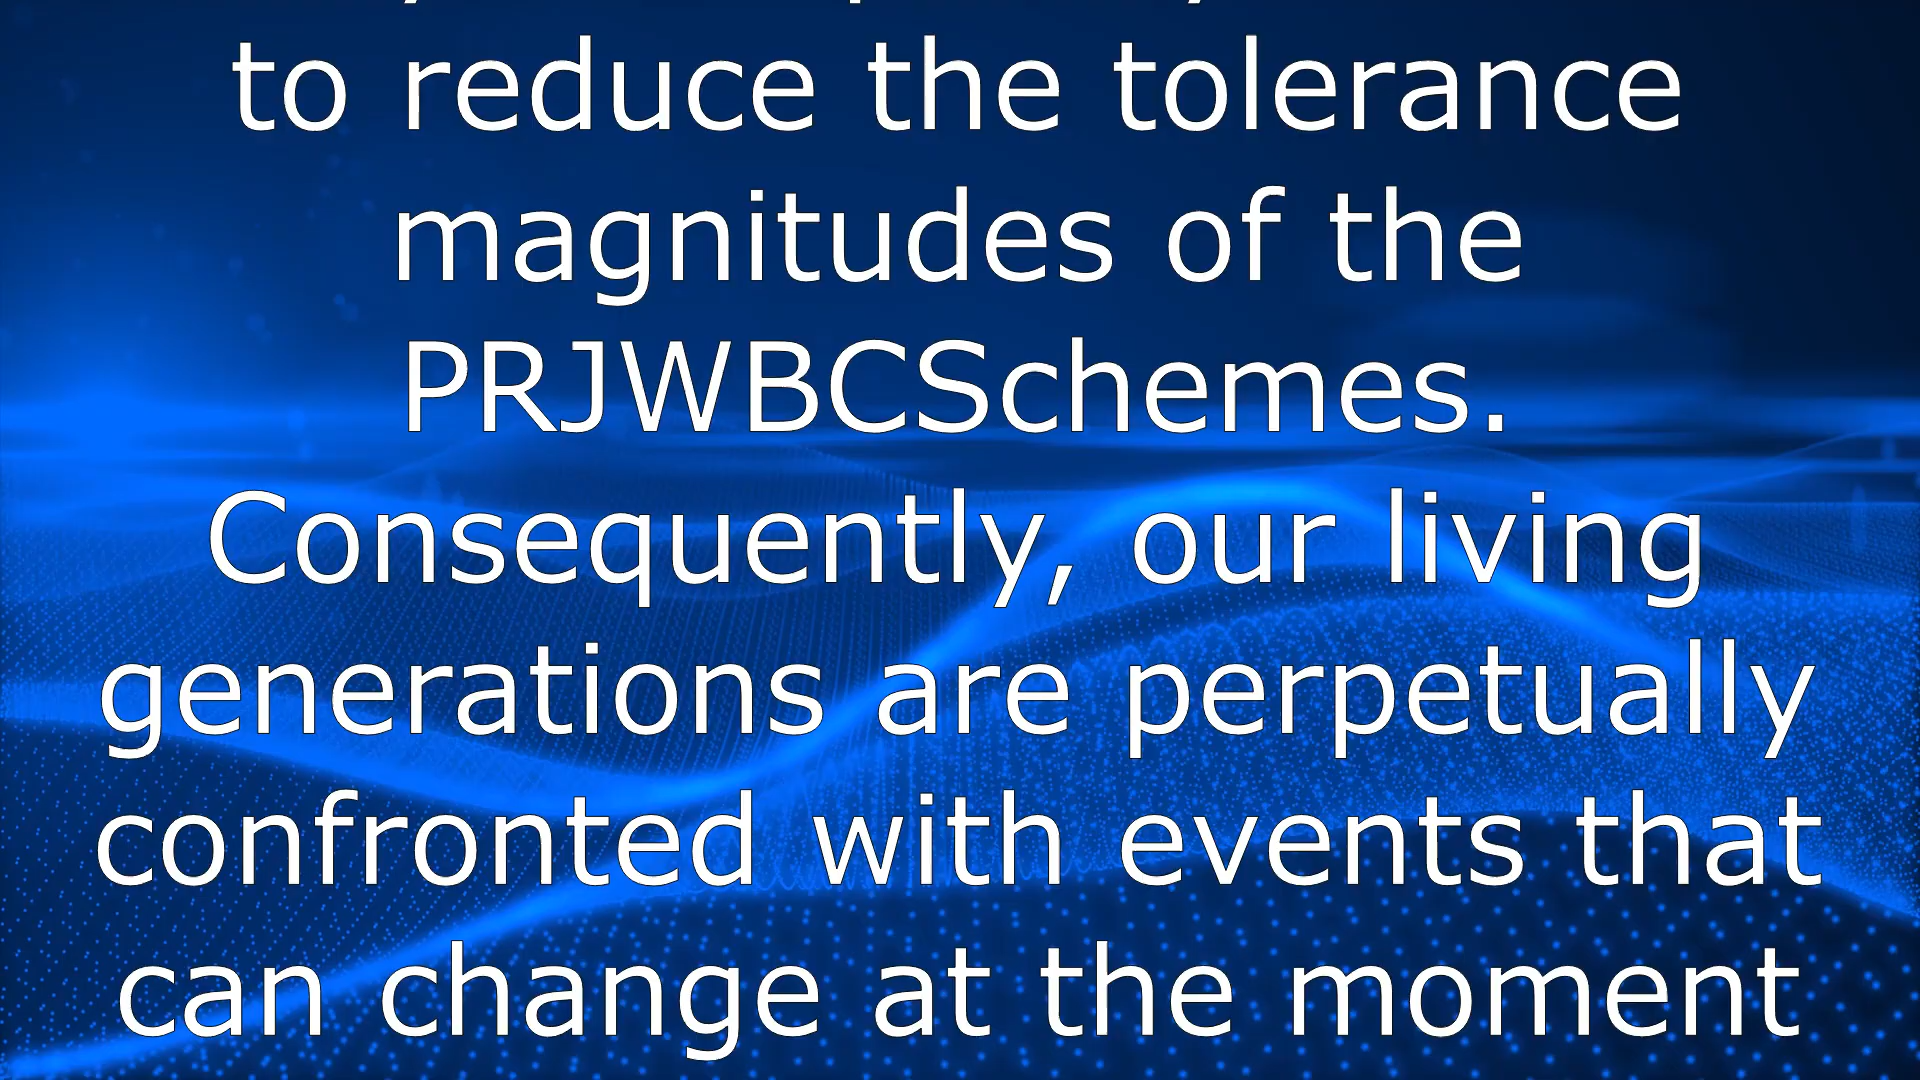 to reduce the tolerance
magnitudes of the
PRJWBCSchemes.
Consequently, our living
generations are perpetually
confronted with events that
can change at the moment